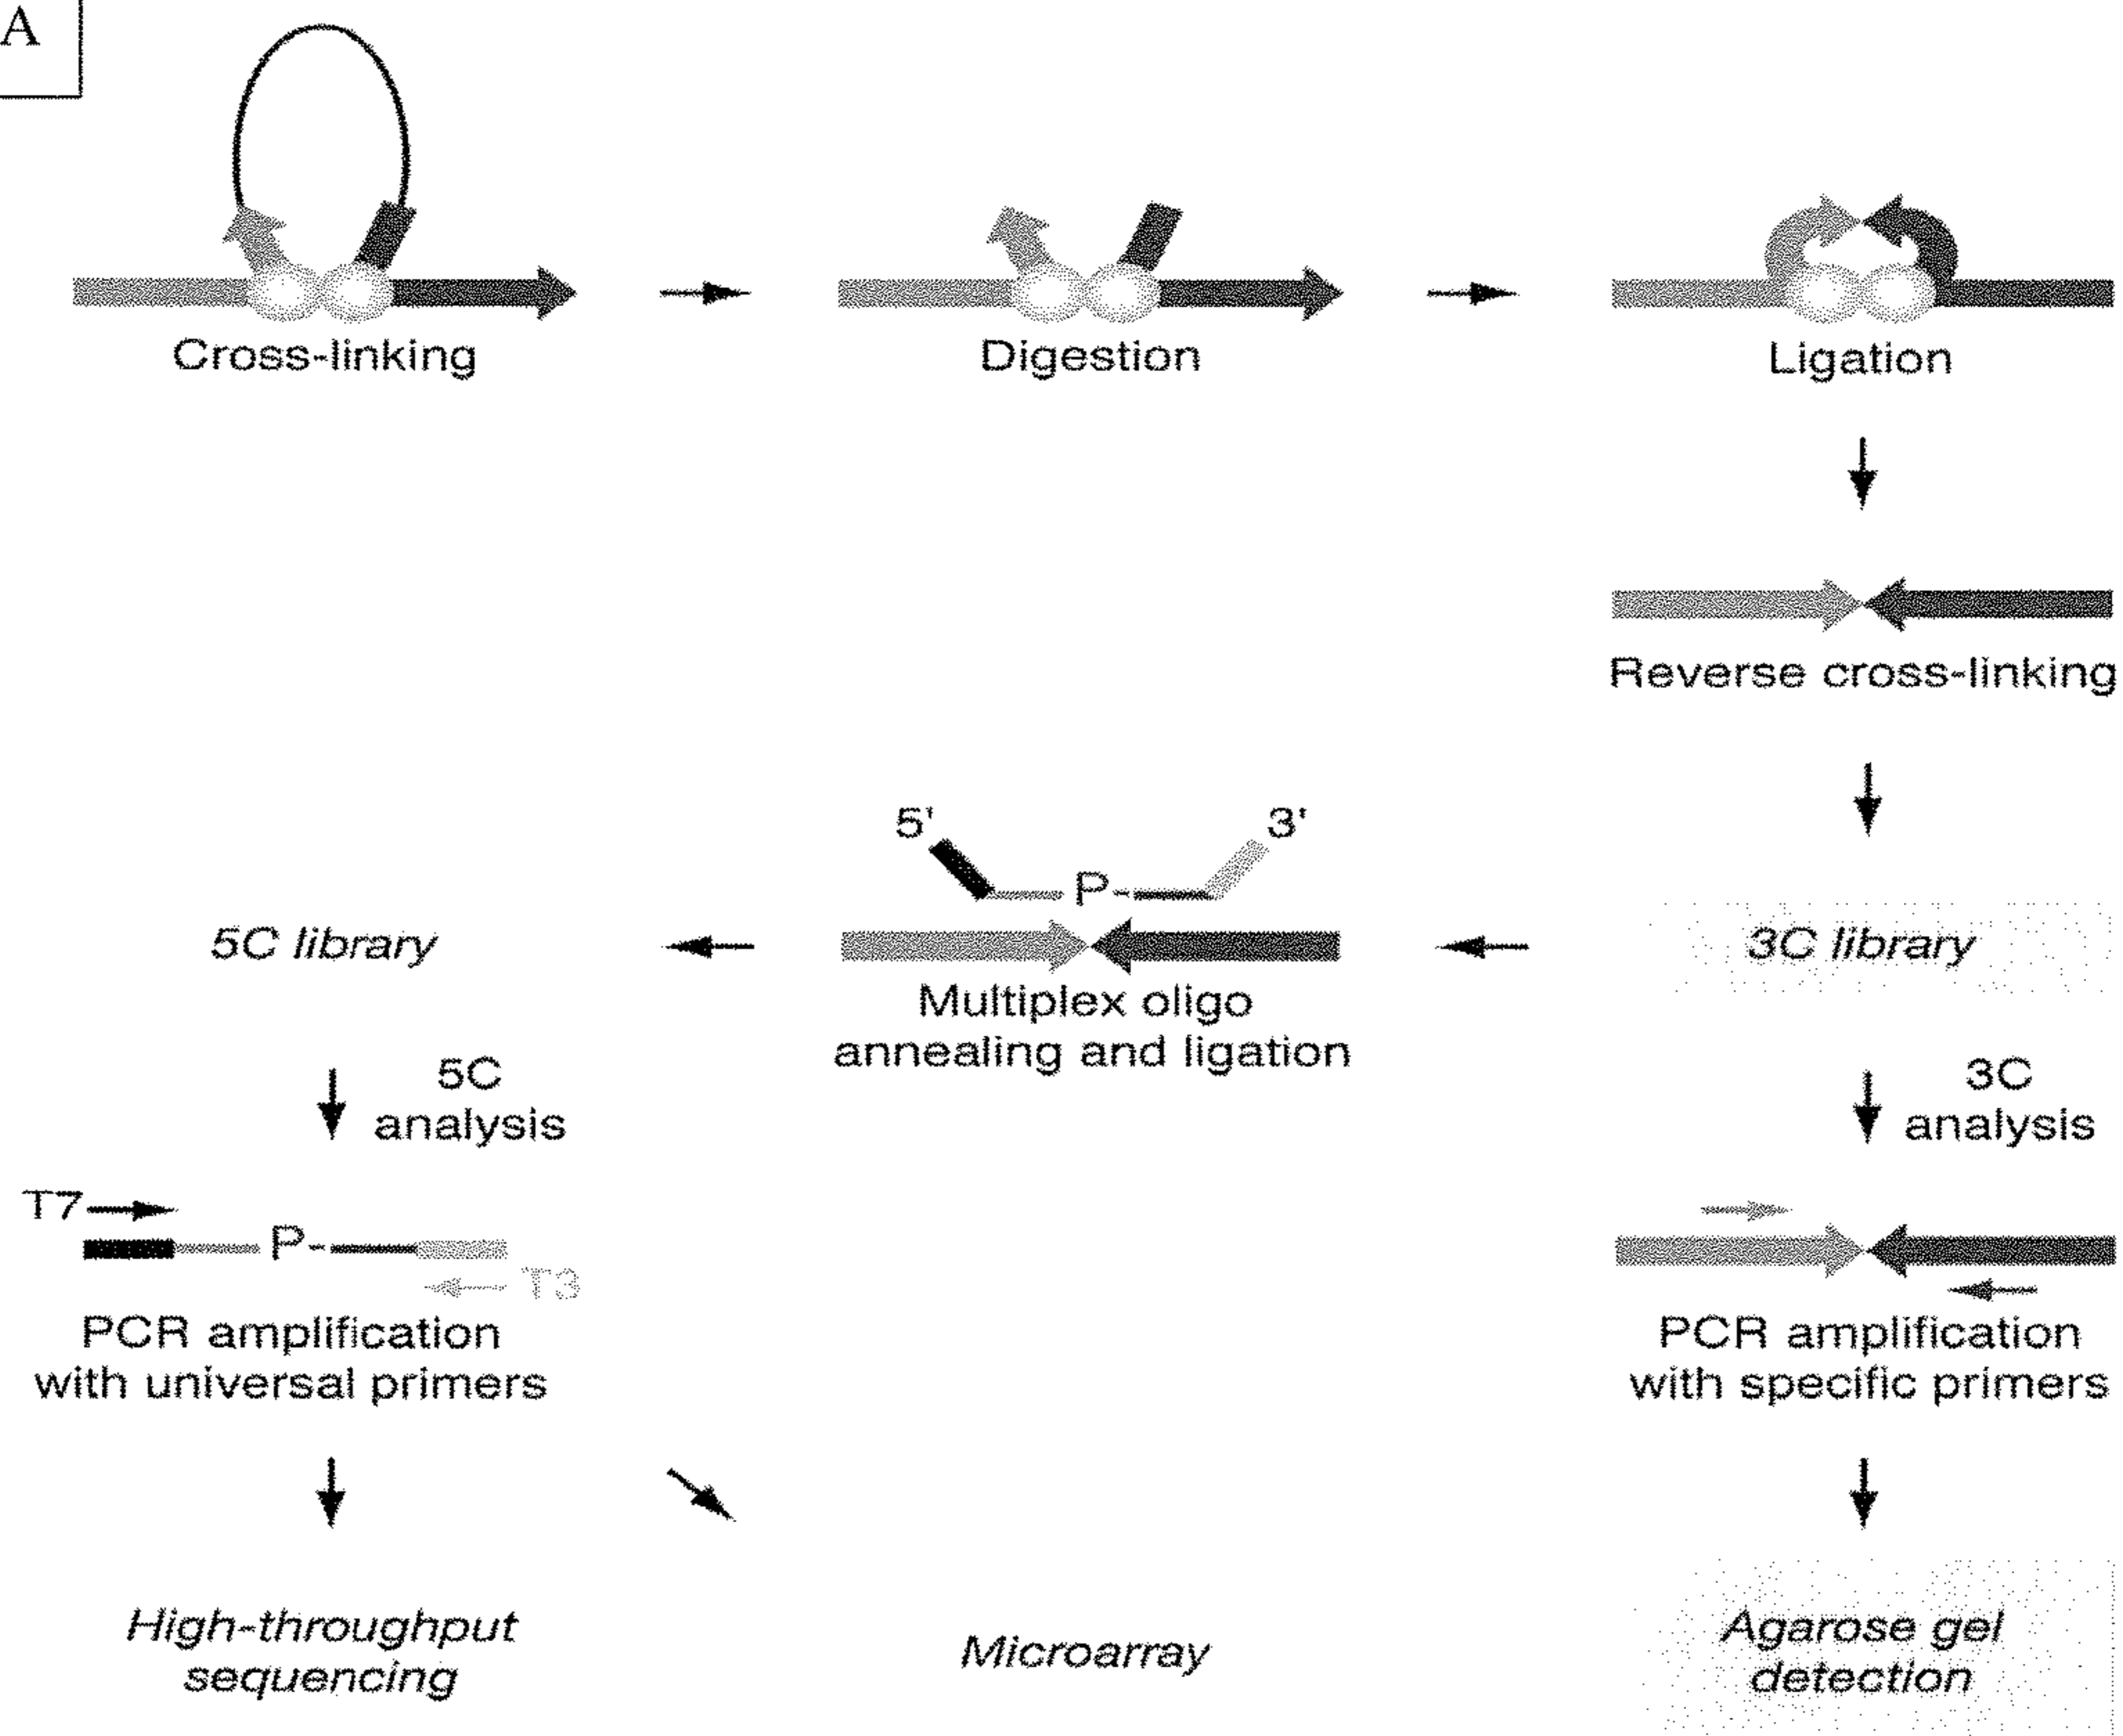 A
Cross-linking
Digestion
Ligation
Reverse cross-linking
5'
3'
P-
5C library
3C library
Multiplex oligo
annealing and ligation
5C
analysis
3C
analysis
T7
P-
T3
PCR amplification
with universal primers
PCR amplification
with specific primers
High-throughput
sequencing
Microarray
Agarose gel
detection